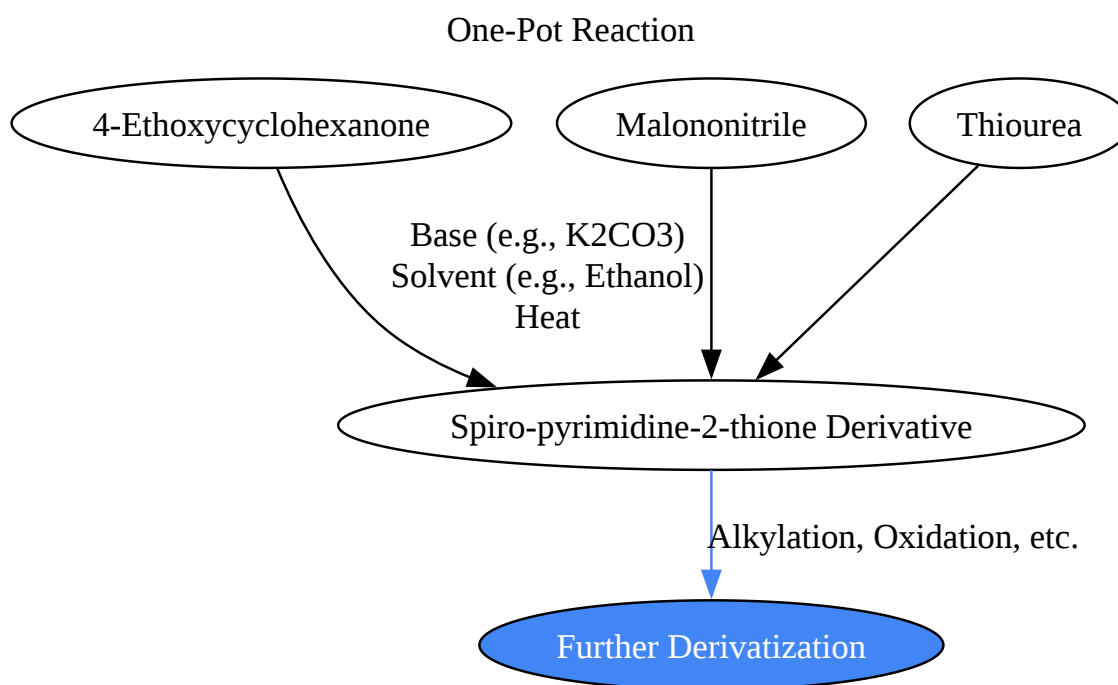 One-Pot Reaction
4-Ethoxycyclohexanone
Malononitrile
Thiourea
Base (e.g., K2CO3)
Solvent (e.g., Ethanol)
Heat
Spiro-pyrimidine-2-thione Derivative
Alkylation, Oxidation, etc.
Further Derivatization